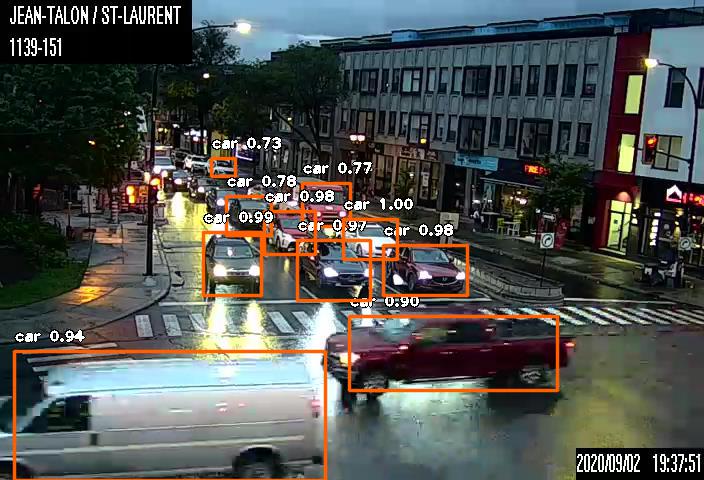 JEAN-TALON / ST-LAURENT
1139-151
car 0.73
car 0.77
car 0.78
car 0.98
car 1.00
car 0.99
car 0.97
car 0.98
car 0.90
car 0.94
2020/09/02 19:37:51